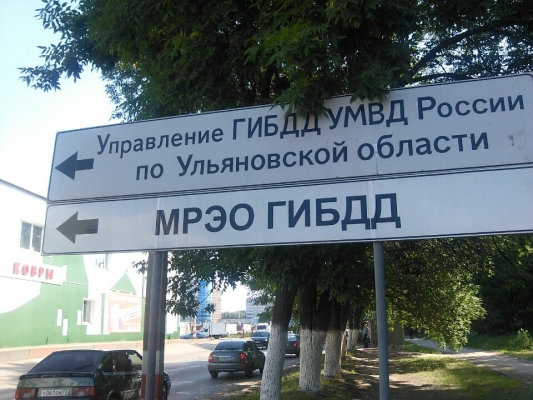 Управление ГИБДД УМВД России
по Ульяновской области
МРЭО ГИБДД
КОВРЫ